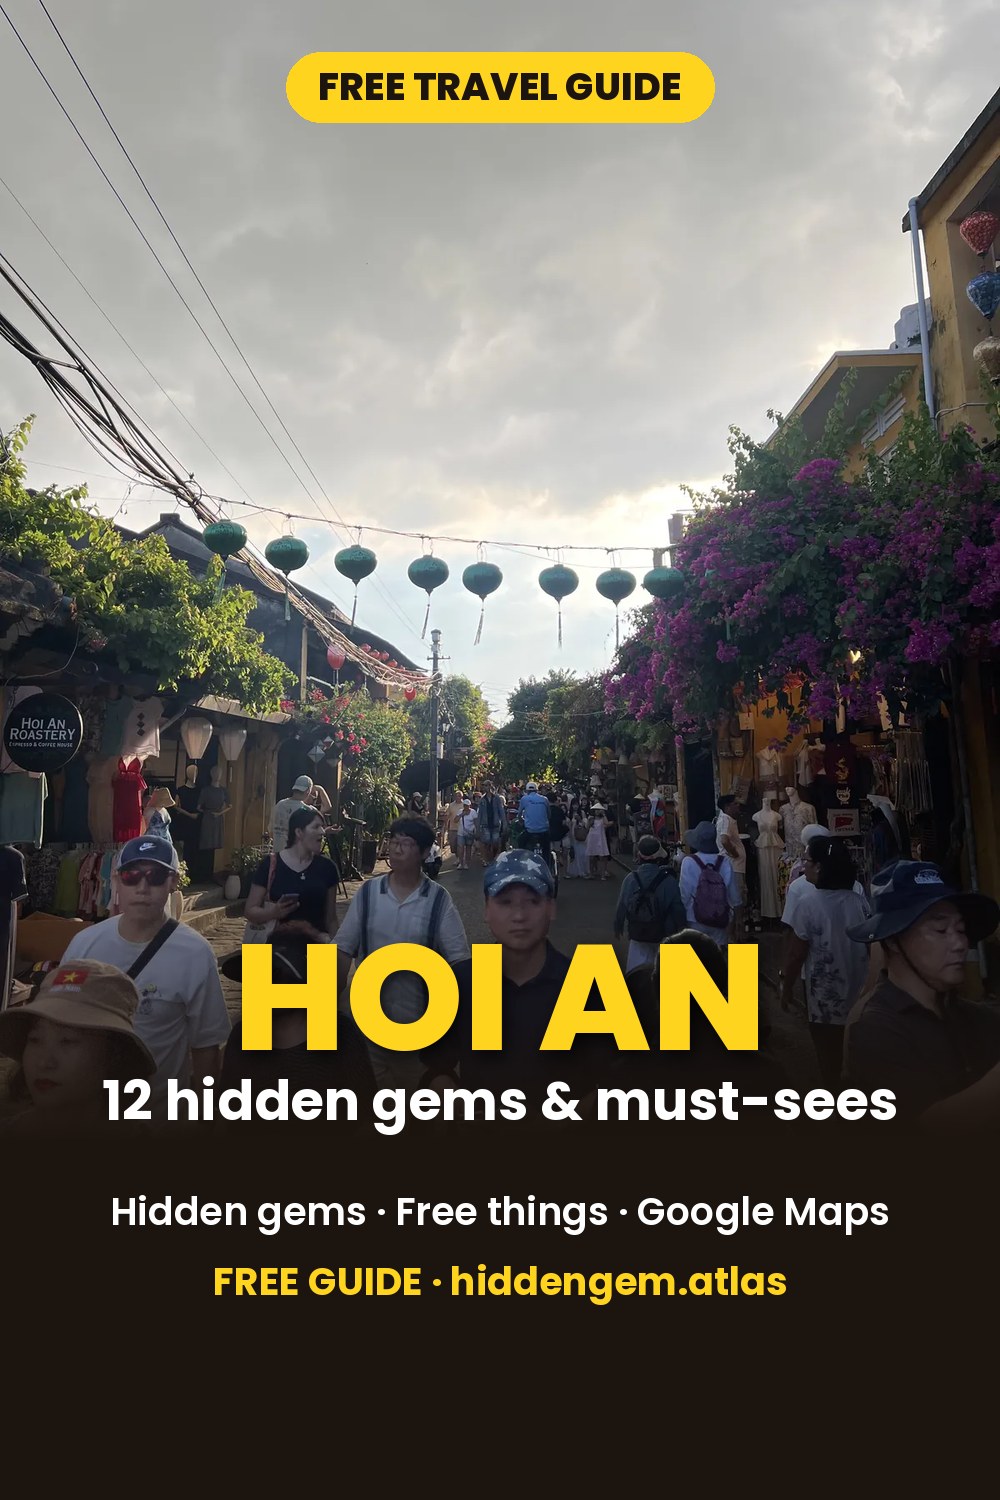 FREE TRAVEL GUIDE
HOI AN
ROASTERY
ESPRESSO & COFFEE HOUSE
HOI AN
12 hidden gems & must-sees
Hidden gems · Free things · Google Maps
FREE GUIDE · hiddengem.atlas